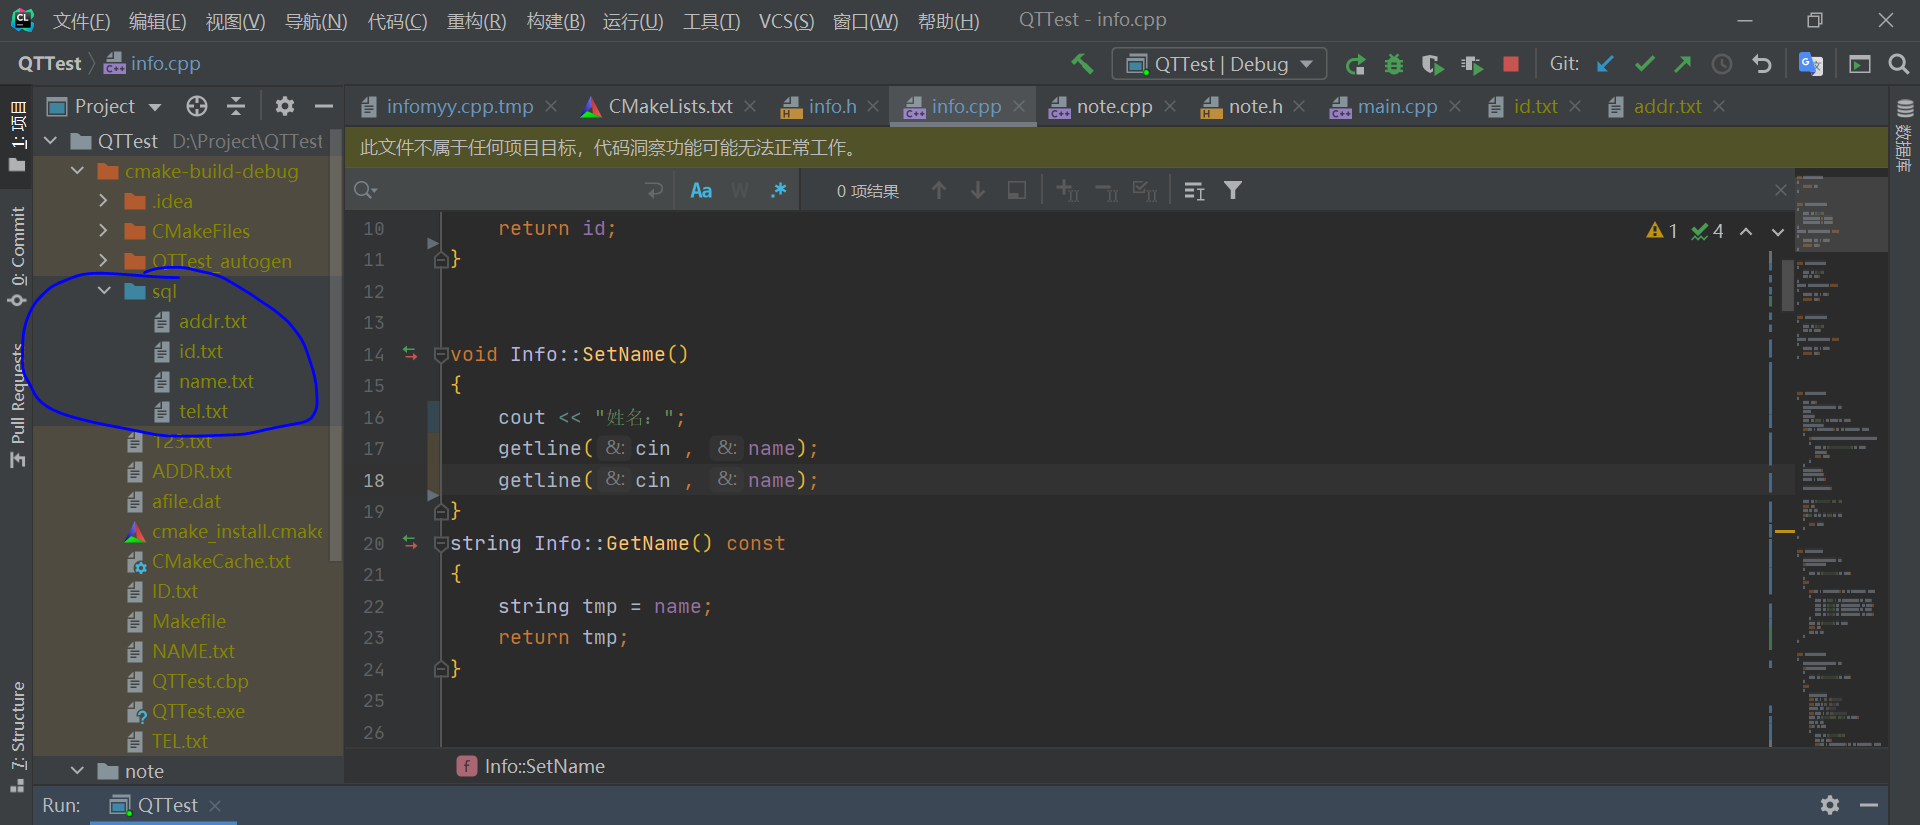 文件(F) 编辑(E) 视图(V) 导航(N) 代码(C) 重构(R) 构建(B) 运行(U) 工具(T) VCS(S) 窗口(W) 帮助(H) QTTest - info.cpp
QTTest info.cpp QTTest | Debug Git:
1: 项目
0: Commit
Pull Requests
7: Structure
Project
QTTest D:\Project\QTTest
cmake-build-debug
.idea
CMakeFiles
QTTest_autogen
sql
addr.txt
id.txt
name.txt
tel.txt
123.txt
ADDR.txt
afile.dat
cmake_install.cmake
CMakeCache.txt
ID.txt
Makefile
NAME.txt
QTTest.cbp
QTTest.exe
TEL.txt
note
infomyy.cpp.tmp CMakeLists.txt info.h info.cpp note.cpp note.h main.cpp id.txt addr.txt
此文件不属于任何项目目标，代码洞察功能可能无法正常工作。
Aa W .* 0 项结果
1 4
10 return id;
11 }
12
13
14 void Info::SetName()
15 {
16 cout << "姓名：";
17 getline( &: cin , &: name);
18 getline( &: cin , &: name);
19 }
20 string Info::GetName() const
21 {
22 string tmp = name;
23 return tmp;
24 }
25
26
f Info::SetName
数据库
Run: QTTest